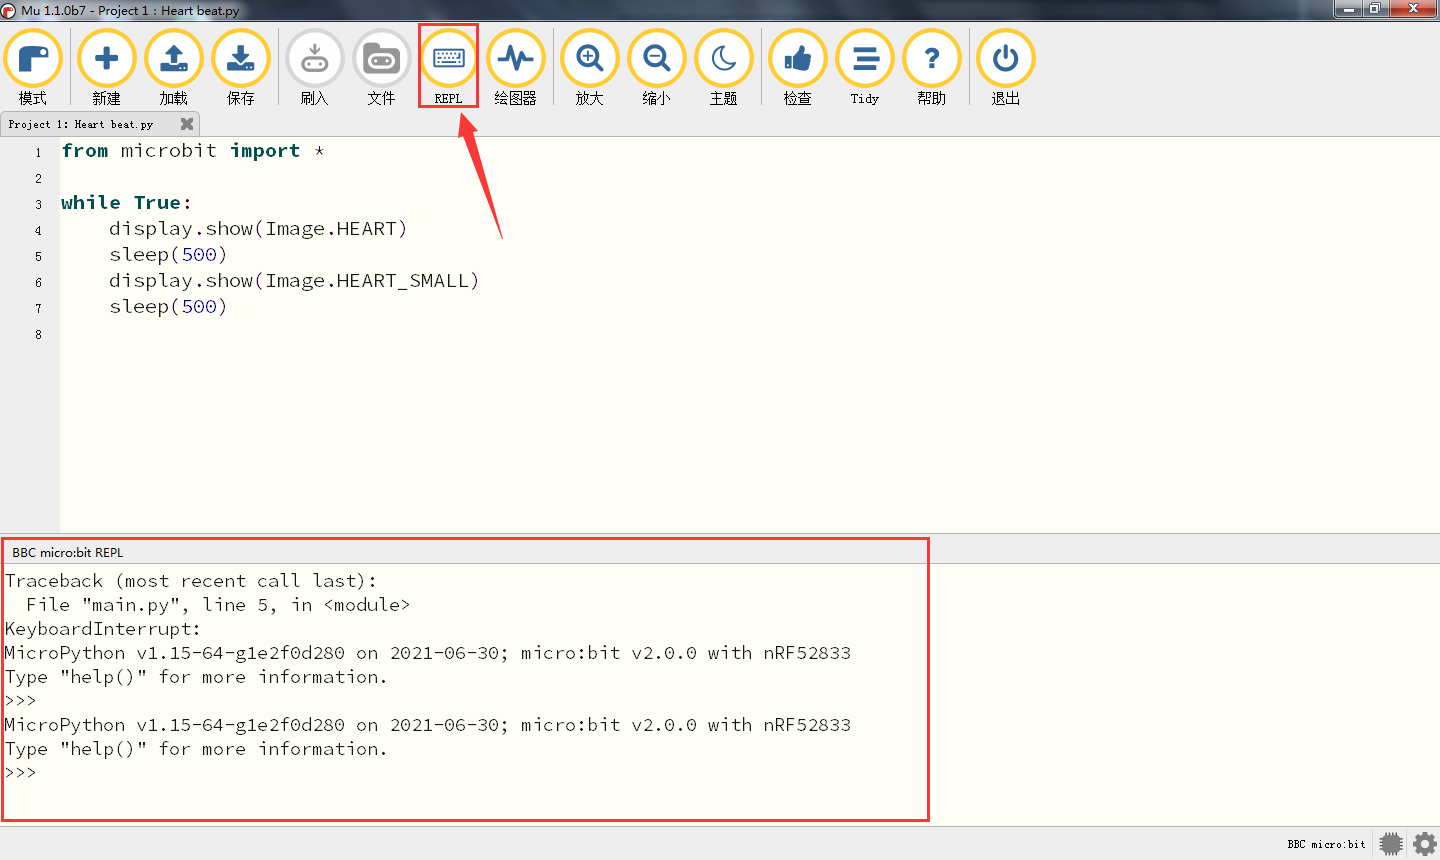 Mu 1.1.0b7 - Project 1 : Heart beat.py
模式 新建 加载 保存 刷入 文件 REPL 绘图器 放大 缩小 主题 检查 Tidy 帮助 退出
Project 1: Heart beat.py
1 from microbit import *
2
3 while True:
4 display.show(Image.HEART)
5 sleep(500)
6 display.show(Image.HEART_SMALL)
7 sleep(500)
8
BBC micro:bit REPL
Traceback (most recent call last):
File "main.py", line 5, in <module>
KeyboardInterrupt:
MicroPython v1.15-64-g1e2f0d280 on 2021-06-30; micro:bit v2.0.0 with nRF52833
Type "help()" for more information.
>>>
MicroPython v1.15-64-g1e2f0d280 on 2021-06-30; micro:bit v2.0.0 with nRF52833
Type "help()" for more information.
>>>
BBC micro:bit